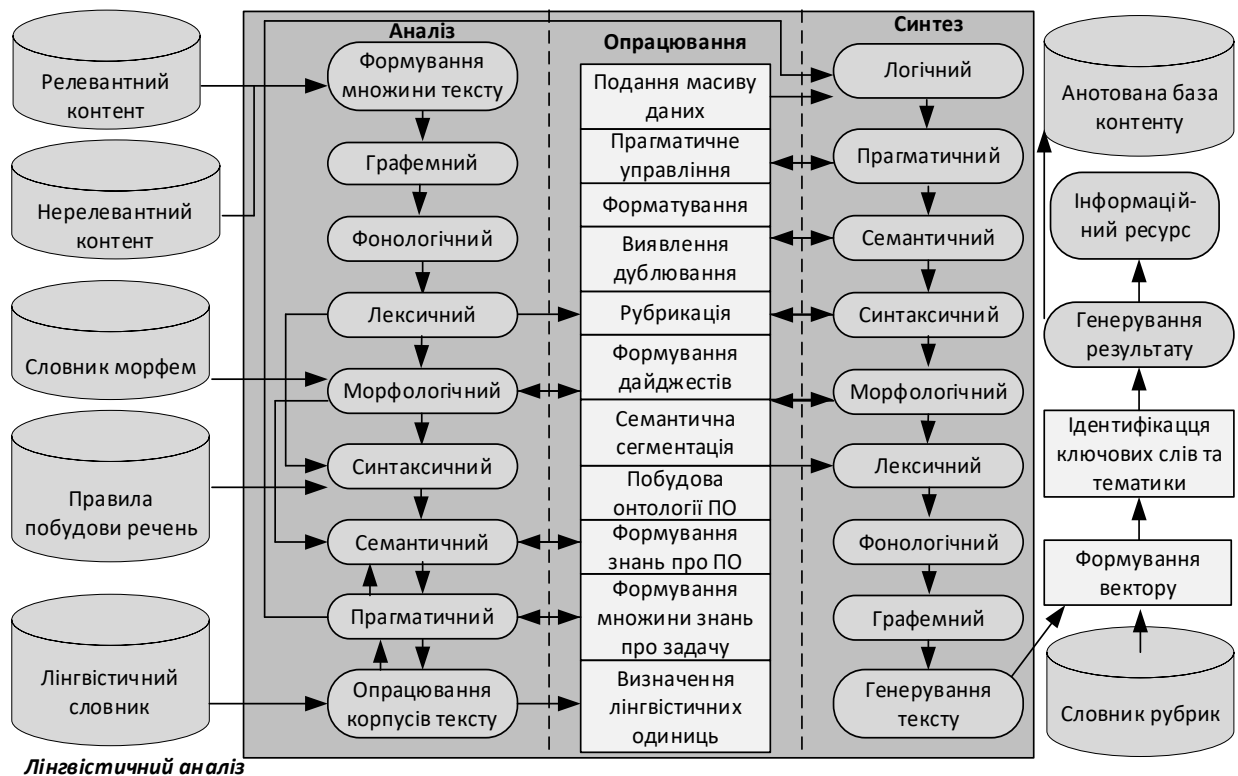 Релевантний
контент
Нерелевантний
контент
Словник морфем
Правила
побудови речень
Лінгвістичний
словник
Лінгвістичний аналіз
Аналіз
Формування
множини тексту
Графемний
Фонологічний
Лексичний
Морфологічний
Синтаксичний
Семантичний
Прагматичний
Опрацювання
корпусів тексту
Опрацювання
Подання масиву
даних
Прагматичне
управління
Форматування
Виявлення
дублювання
Рубрикація
Формування
дайджестів
Семантична
сегментація
Побудова
онтології ПО
Формування
знань про ПО
Формування
множини знань
про задачу
Визначення
лінгвістичних
одиниць
Синтез
Логічний
Прагматичний
Семантичний
Синтаксичний
Морфологічний
Лексичний
Фонологічний
Графемний
Генерування
тексту
Анотована база
контенту
Інформацій-
ний ресурс
Генерування
результату
Ідентифікацця
ключових слів та
тематики
Формування
вектору
Словник рубрик